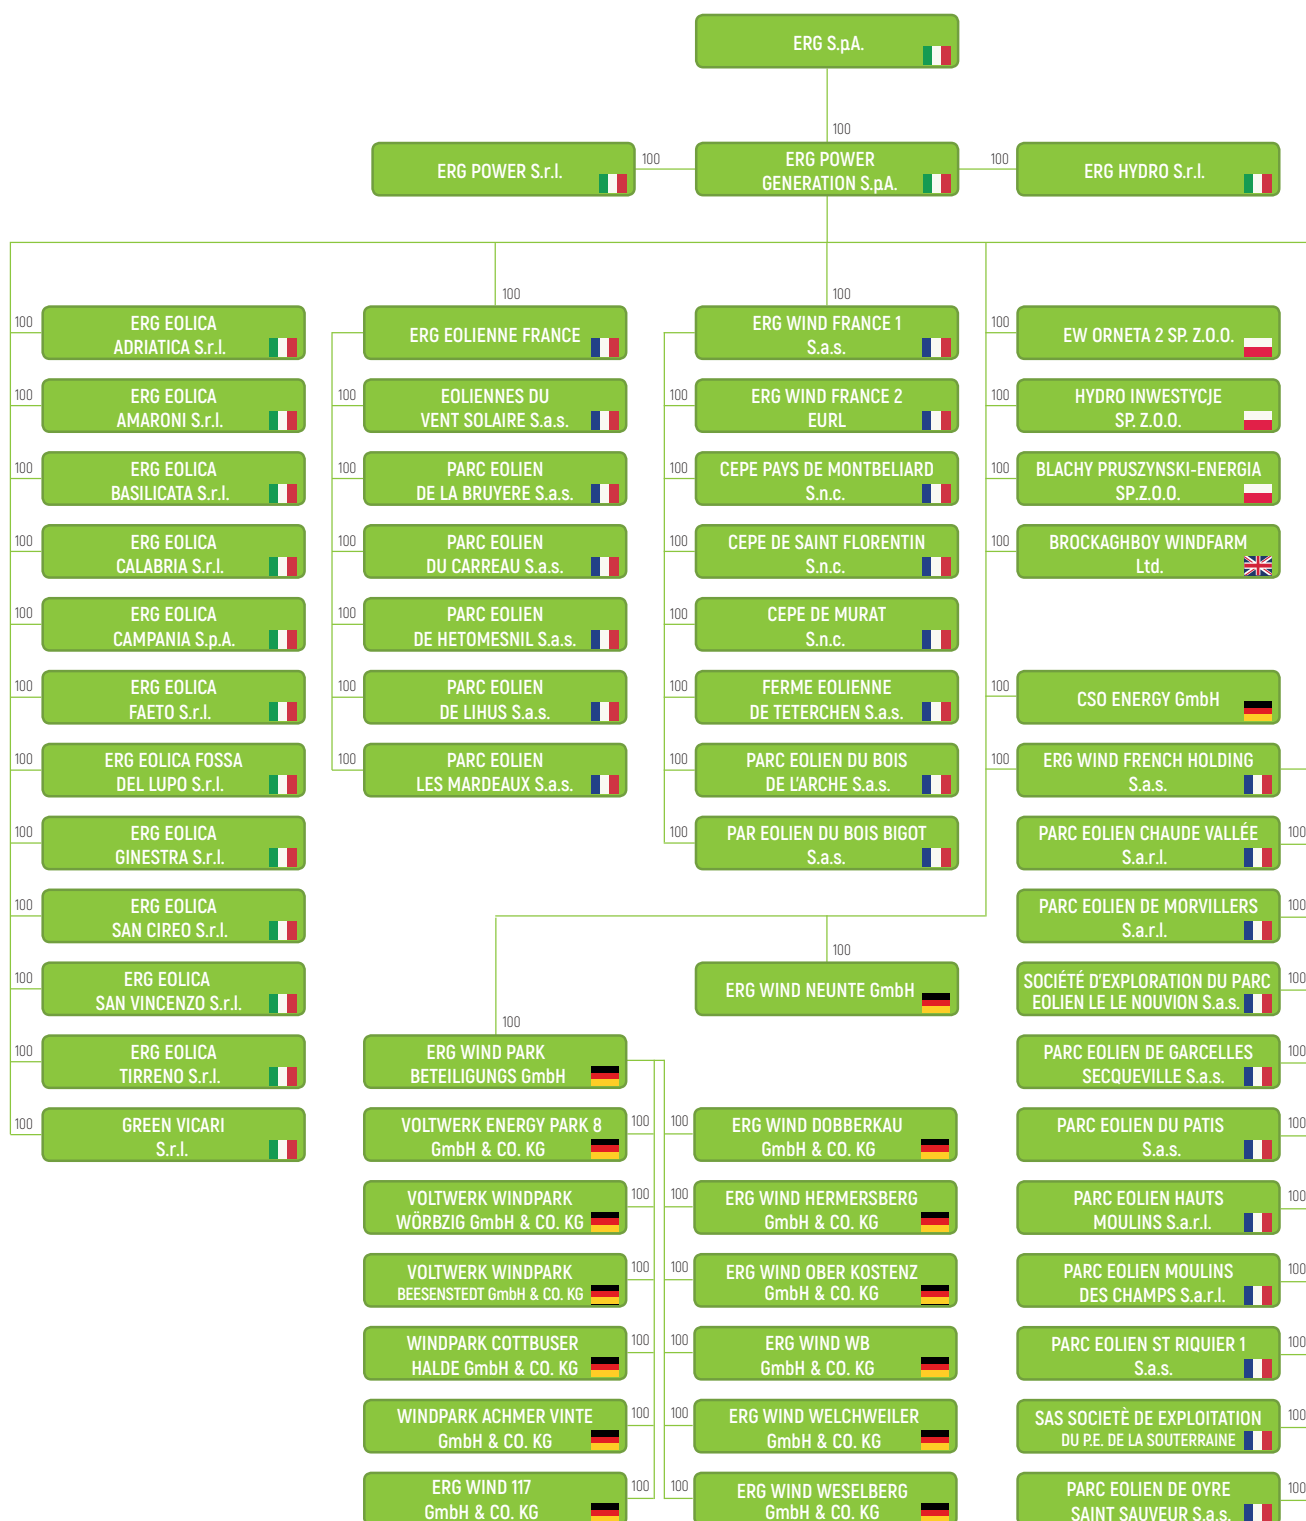 ERG S.p.A.
100
ERG POWER S.r.l.
100
ERG POWER
GENERATION S.p.A.
100
ERG HYDRO S.r.l.
100
ERG EOLICA
ADRIATICA S.r.l.
100
ERG EOLICA
AMARONI S.r.l.
100
ERG EOLICA
BASILICATA S.r.l.
100
ERG EOLICA
CALABRIA S.r.l.
100
ERG EOLICA
CAMPANIA S.p.A.
100
ERG EOLICA
FAETO S.r.l.
100
ERG EOLICA FOSSA
DEL LUPO S.r.l.
100
ERG EOLICA
GINESTRA S.r.l.
100
ERG EOLICA
SAN CIREO S.r.l.
100
ERG EOLICA
SAN VINCENZO S.r.l.
100
ERG EOLICA
TIRRENO S.r.l.
100
GREEN VICARI
S.r.l.
100
ERG EOLIENNE FRANCE
100
EOLIENNES DU
VENT SOLAIRE S.a.s.
100
PARC EOLIEN
DE LA BRUYERE S.a.s.
100
PARC EOLIEN
DU CARREAU S.a.s.
100
PARC EOLIEN
DE HETOMESNIL S.a.s.
100
PARC EOLIEN
DE LIHUS S.a.s.
100
PARC EOLIEN
LES MARDEAUX S.a.s.
100
ERG WIND FRANCE 1
S.a.s.
100
ERG WIND FRANCE 2
EURL
100
CEPE PAYS DE MONTBELIARD
S.n.c.
100
CEPE DE SAINT FLORENTIN
S.n.c.
100
CEPE DE MURAT
S.n.c.
100
FERME EOLIENNE
DE TETERCHEN S.a.s.
100
PARC EOLIEN DU BOIS
DE L'ARCHE S.a.s.
100
PAR EOLIEN DU BOIS BIGOT
S.a.s.
100
EW ORNETA 2 SP. Z.O.O.
100
HYDRO INWESTYCJE
SP. Z.O.O.
100
BLACHY PRUSZYNSKI-ENERGIA
SP.Z.O.O.
100
BROCKAGHBOY WINDFARM
Ltd.
100
CSO ENERGY GmbH
100
ERG WIND FRENCH HOLDING
S.a.s.
PARC EOLIEN CHAUDE VALLÉE
S.a.r.l.
100
PARC EOLIEN DE MORVILLERS
S.a.r.l.
100
SOCIÉTÉ D'EXPLORATION DU PARC
EOLIEN LE LE NOUVION S.a.s.
100
PARC EOLIEN DE GARCELLES
SECQUEVILLE S.a.s.
100
PARC EOLIEN DU PATIS
S.a.s.
100
PARC EOLIEN HAUTS
MOULINS S.a.r.l.
100
PARC EOLIEN MOULINS
DES CHAMPS S.a.r.l.
100
PARC EOLIEN ST RIQUIER 1
S.a.s.
100
SAS SOCIETÈ DE EXPLOITATION
DU P.E. DE LA SOUTERRAINE
100
PARC EOLIEN DE OYRE
SAINT SAUVEUR S.a.s.
100
100
ERG WIND NEUNTE GmbH
100
ERG WIND PARK
BETEILIGUNGS GmbH
VOLTWERK ENERGY PARK 8
GmbH & CO. KG
100
100
ERG WIND DOBBERKAU
GmbH & CO. KG
VOLTWERK WINDPARK
WÖRBZIG GmbH & CO. KG
100
100
ERG WIND HERMERSBERG
GmbH & CO. KG
VOLTWERK WINDPARK
BEESENSTEDT GmbH & CO. KG
100
100
ERG WIND OBER KOSTENZ
GmbH & CO. KG
WINDPARK COTTBUSER
HALDE GmbH & CO. KG
100
100
ERG WIND WB
GmbH & CO. KG
WINDPARK ACHMER VINTE
GmbH & CO. KG
100
100
ERG WIND WELCHWEILER
GmbH & CO. KG
ERG WIND 117
GmbH & CO. KG
100
100
ERG WIND WESELBERG
GmbH & CO. KG